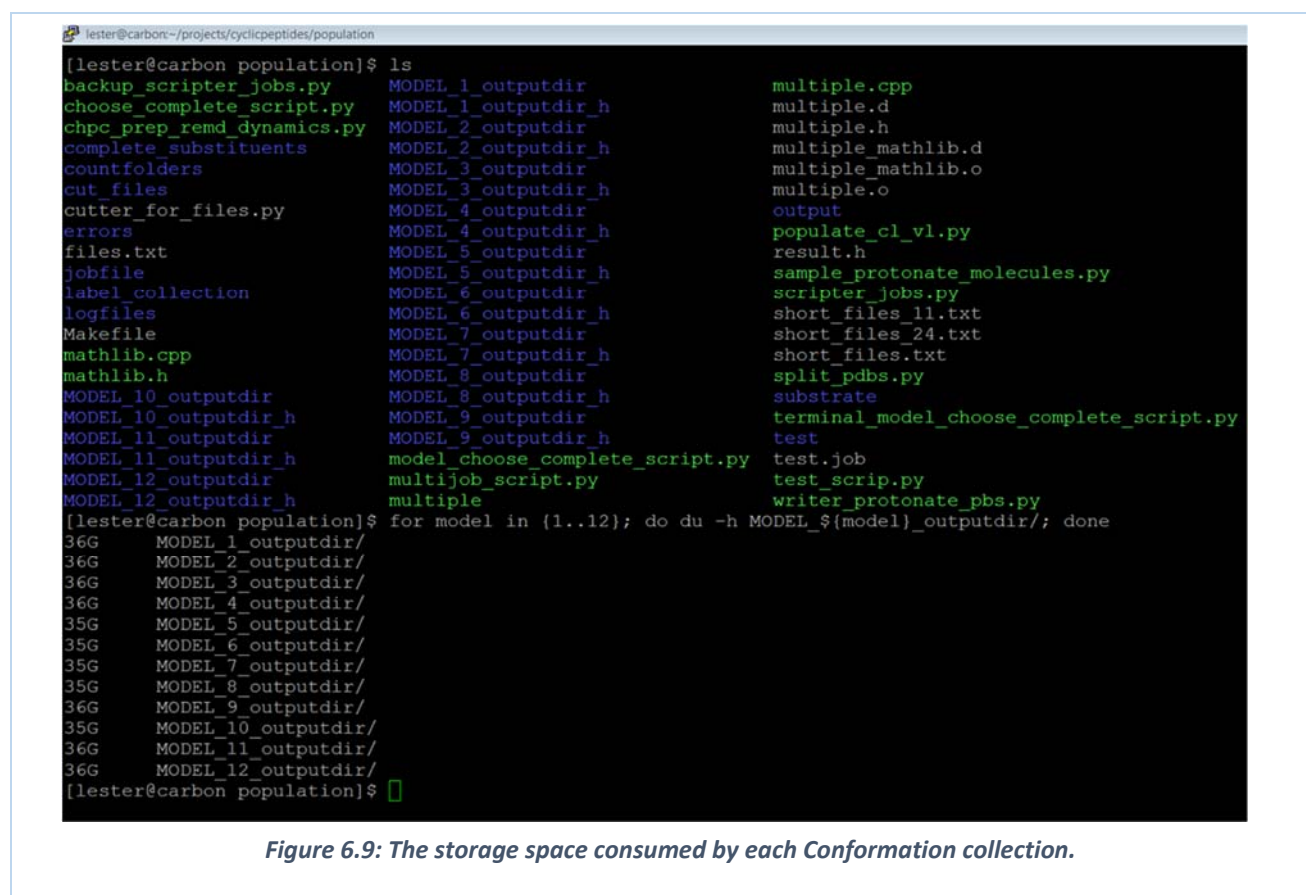 lester@carbon:~/projects/cyclicpeptides/population
[lester@carbon population]$ ls
backup_scripter_jobs.py MODEL_1_outputdir multiple.cpp
choose_complete_script.py MODEL_1_outputdir_h multiple.d
chpc_prep_remd_dynamics.py MODEL_2_outputdir multiple.h
complete_substituents MODEL_2_outputdir_h multiple_mathlib.d
countfolders MODEL_3_outputdir multiple_mathlib.o
cut_files MODEL_3_outputdir_h multiple.o
cutter_for_files.py MODEL_4_outputdir output
errors MODEL_4_outputdir_h populate_cl_vl.py
files.txt MODEL_5_outputdir result.h
jobfile MODEL_5_outputdir_h sample_protonate_molecules.py
label_collection MODEL_6_outputdir scripter_jobs.py
logfiles MODEL_6_outputdir_h short_files_11.txt
Makefile MODEL_7_outputdir short_files_24.txt
mathlib.cpp MODEL_7_outputdir_h short_files.txt
mathlib.h MODEL_8_outputdir split_pdbs.py
MODEL_10_outputdir MODEL_8_outputdir_h substrate
MODEL_10_outputdir_h MODEL_9_outputdir terminal_model_choose_complete_script.py
MODEL_11_outputdir MODEL_9_outputdir_h test
MODEL_11_outputdir_h model_choose_complete_script.py test.job
MODEL_12_outputdir multijob_script.py test_scrip.py
MODEL_12_outputdir_h multiple writer_protonate_pbs.py
[lester@carbon population]$ for model in {1..12}; do du -h MODEL_${model}_outputdir/; done
36G MODEL_1_outputdir/
36G MODEL_2_outputdir/
36G MODEL_3_outputdir/
36G MODEL_4_outputdir/
35G MODEL_5_outputdir/
35G MODEL_6_outputdir/
35G MODEL_7_outputdir/
35G MODEL_8_outputdir/
36G MODEL_9_outputdir/
35G MODEL_10_outputdir/
36G MODEL_11_outputdir/
36G MODEL_12_outputdir/
[lester@carbon population]$
Figure 6.9: The storage space consumed by each Conformation collection.